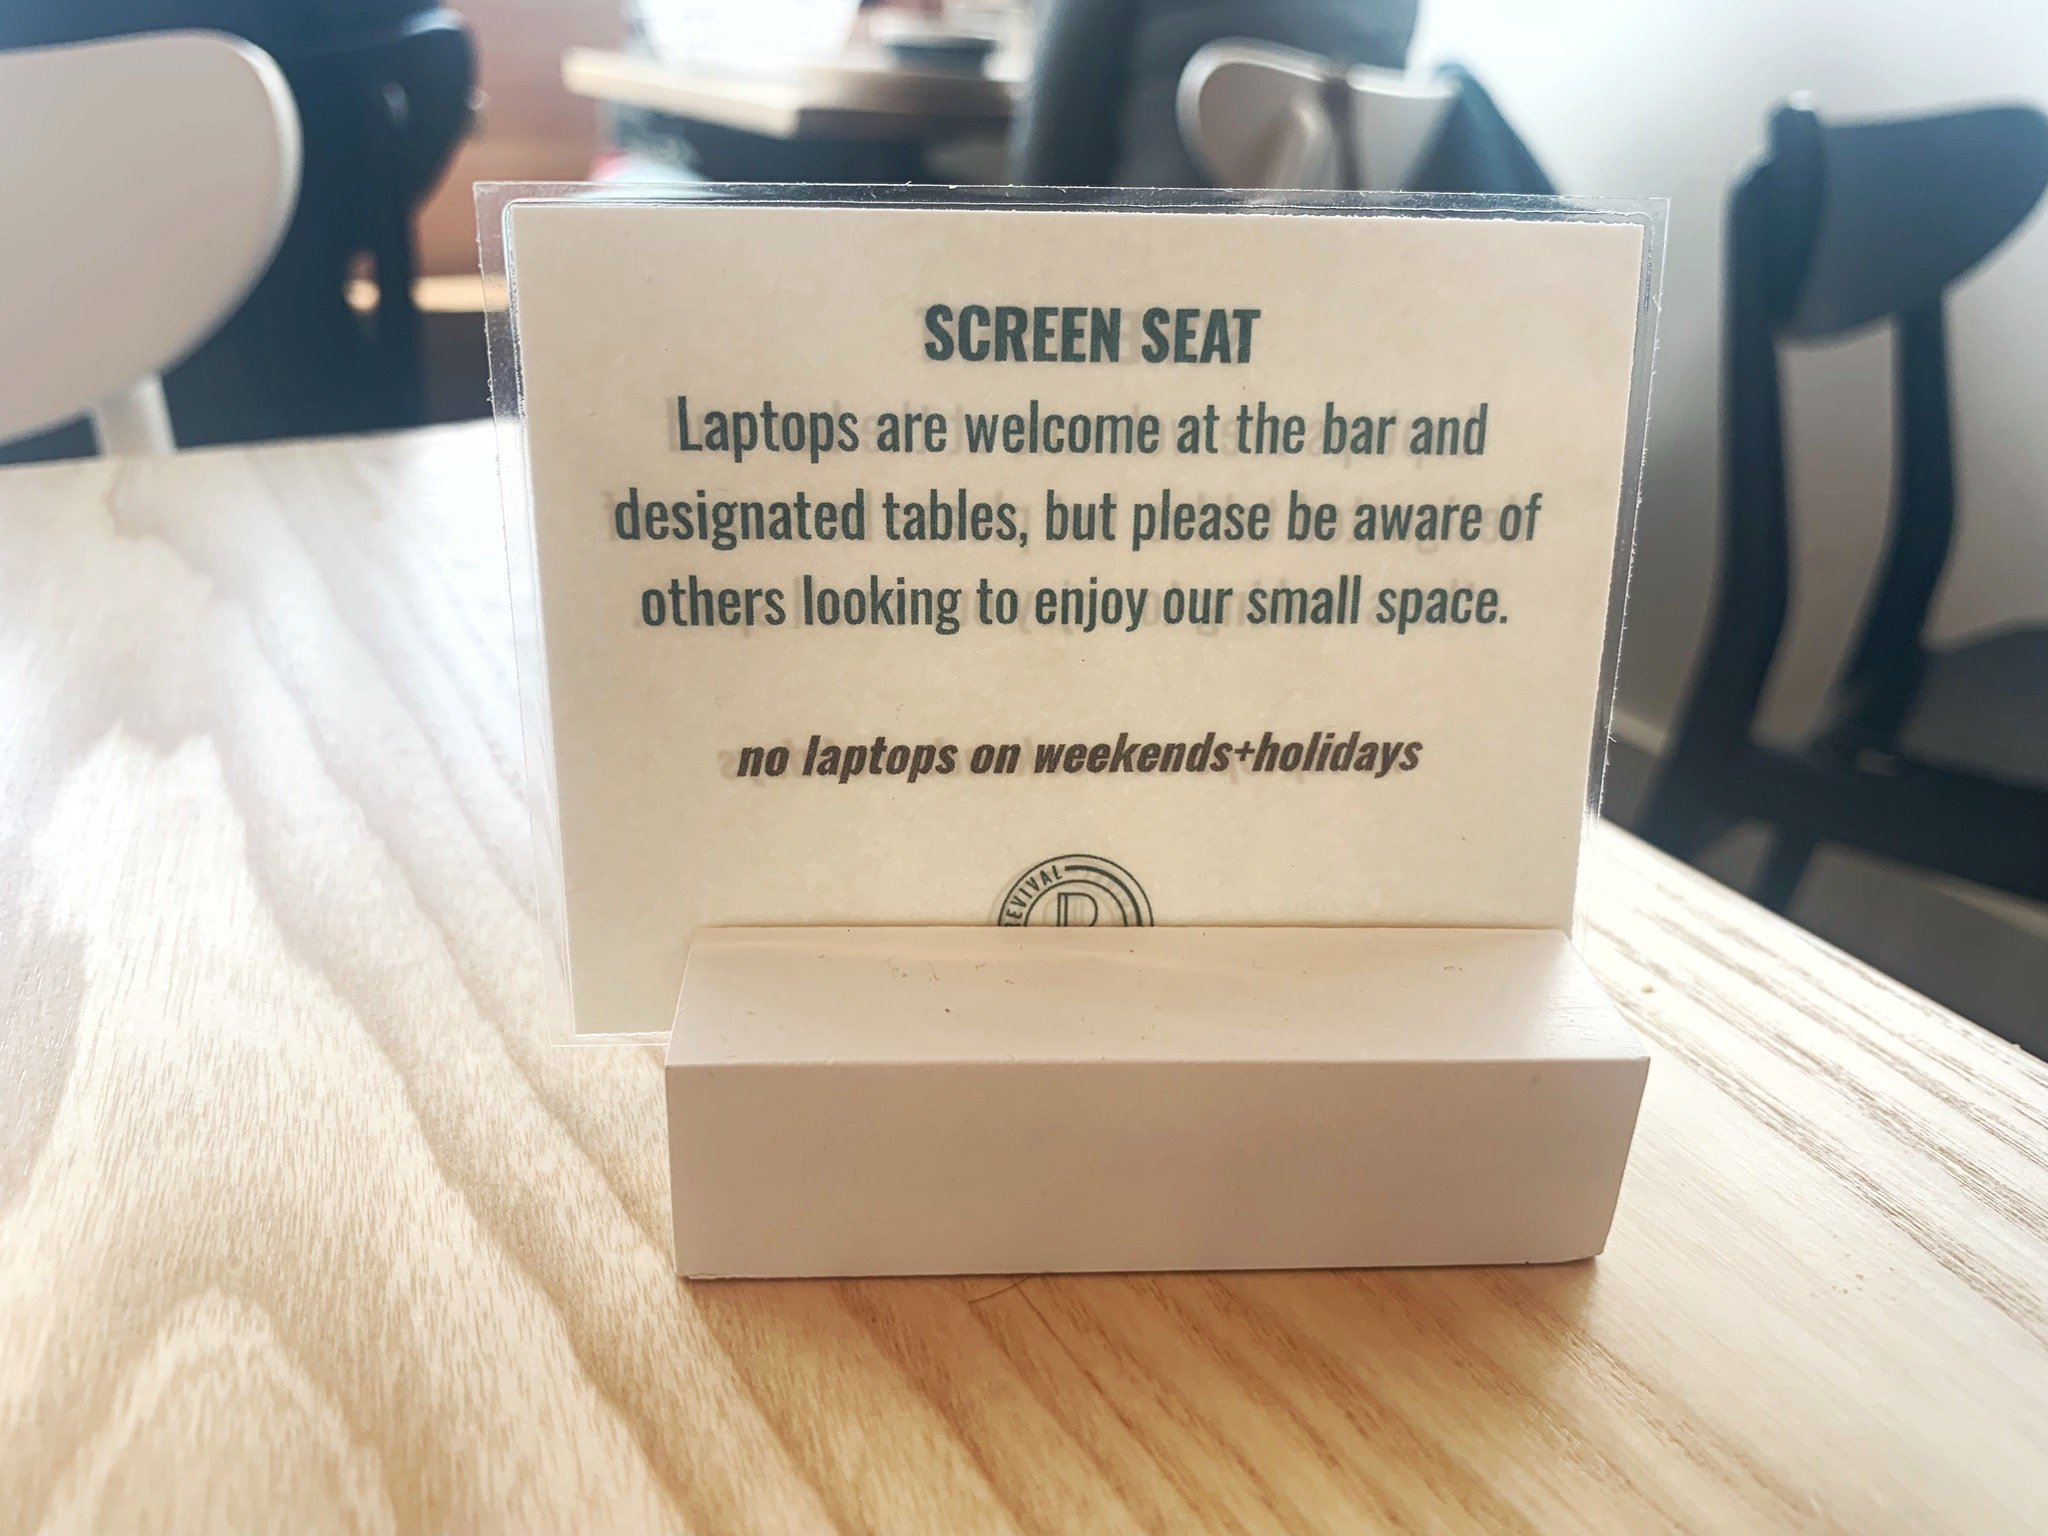 SCREEN SEAT
Laptops are welcome at the bar and
designated tables, but please be aware of
others looking to enjoy our small space.
no laptops on weekends+holidays
REVIVAL
R